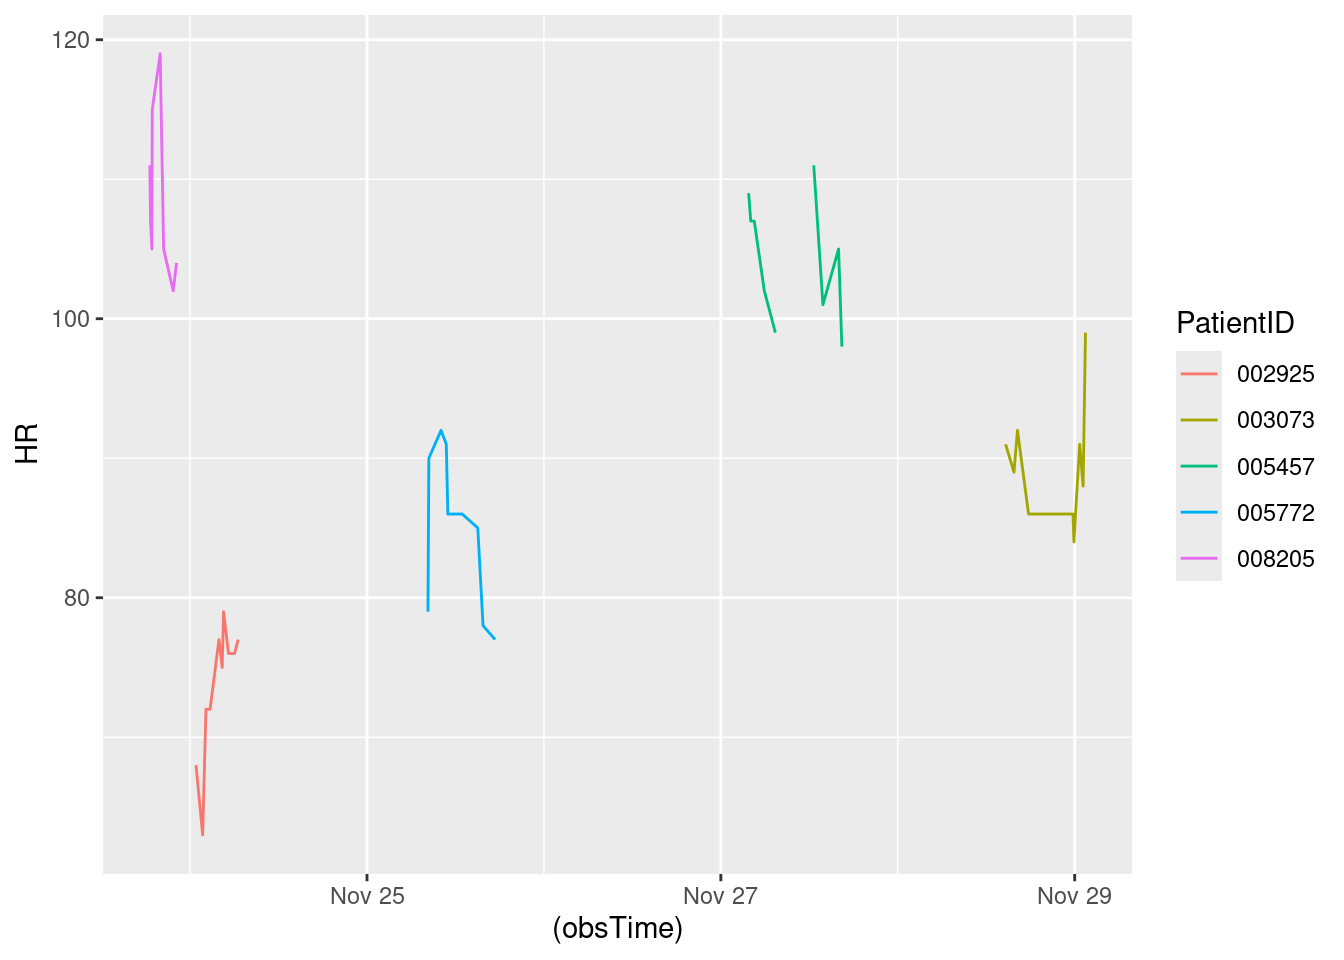 120
100
80
HR
Nov 25
Nov 27
Nov 29
(obsTime)
PatientID
002925
003073
005457
005772
008205